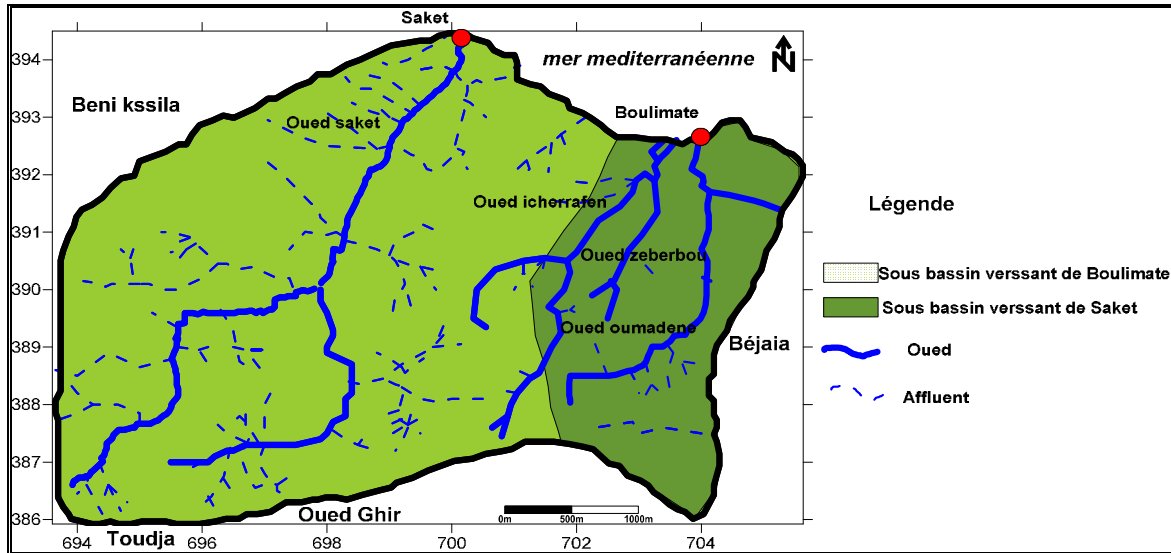 Saket
394
mer mediterranéenne
N
Beni kssila
393
Boulimate
Oued saket
392
Oued icherrafen
391
Légende
Oued zeberbou
390
Sous bassin verssant de Boulimate
Sous bassin verssant de Saket
Oued oumadene
389
Béjaia
Oued
388
Affluent
387
386
Oued Ghir
0m 500m 1000m
Toudja
694 696 698 700 702 704